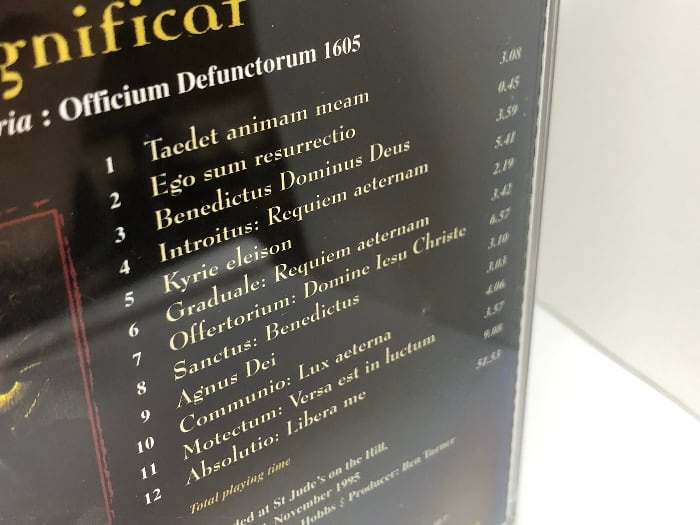 gnificat
ria : Officium Defunctorum 1605
1 Taedet animam meam 3.08
2 Ego sum resurrectio 0.45
3 Benedictus Dominus Deus 3.59
4 Introitus: Requiem aeternam 5.41
5 Kyrie eleison 2.19
6 Graduale: Requiem aeternam 3.42
7 Offertorium: Domine Iesu Christe 6.57
8 Sanctus: Benedictus 3.10
9 Agnus Dei 3.03
10 Communio: Lux aeterna 4.06
11 Motectum: Versa est in luctum 3.57
12 Absolutio: Libera me 9.08
Total playing time 51.53
ded at St Jude's on the Hill,
November 1995
Hobbs : Producer: Ben Turner